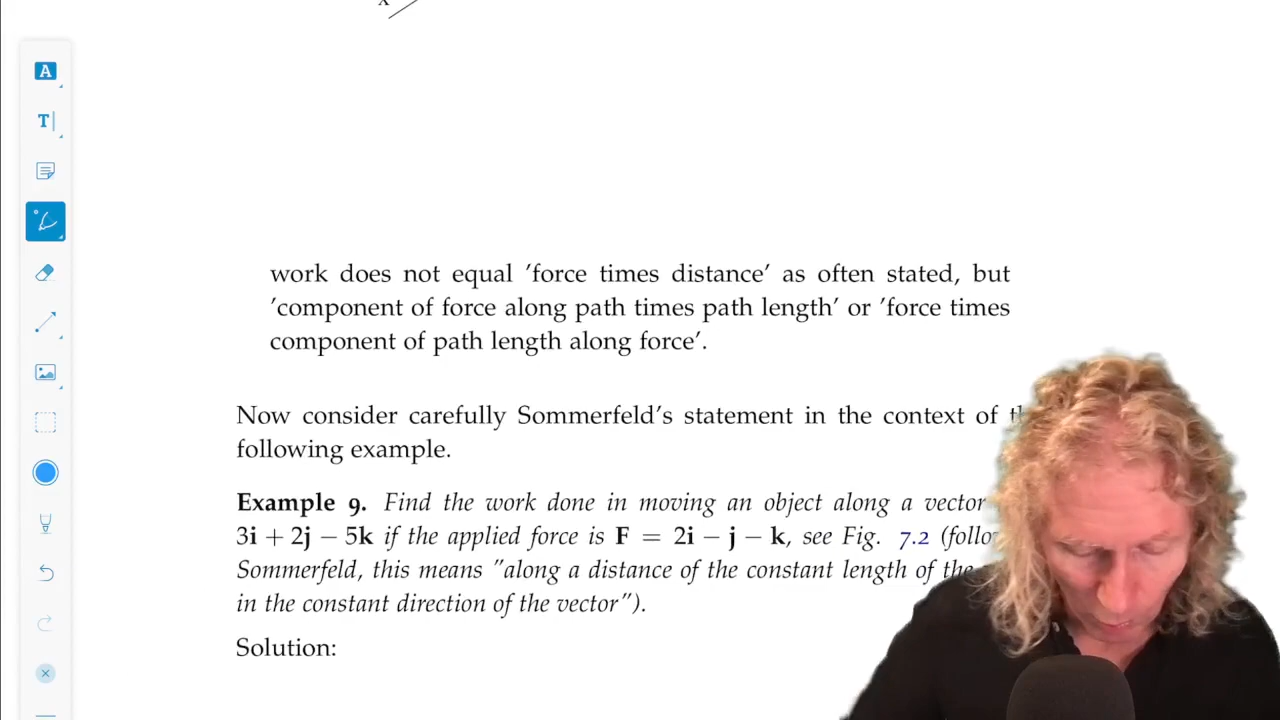 x
A
T
work does not equal ’force times distance’ as often stated, but
’component of force along path times path length’ or ’force times
component of path length along force’.
Now consider carefully Sommerfeld’s statement in the context of
following example.
Example 9. Find the work done in moving an object along a vector
3i + 2j − 5k if the applied force is F = 2i − j − k, see Fig. 7.2
Sommerfeld, this means ”along a distance of the constant length of the
in the constant direction of the vector”).
Solution: